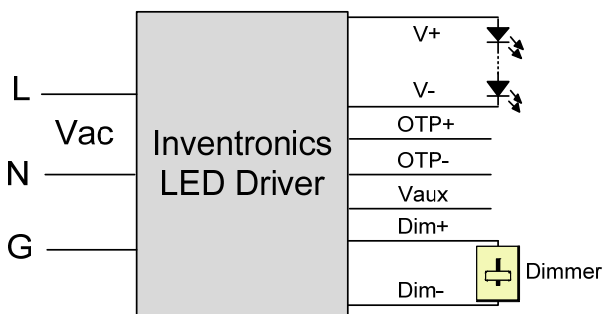 L
Vac
N
G
Inventronics
LED Driver
V+
V-
OTP+
OTP-
Vaux
Dim+
Dim-
Dimmer